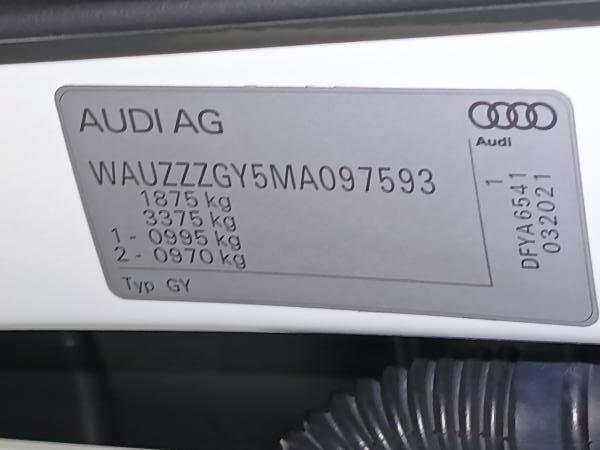 AUDI AG
Audi
WAUZZZGY5MA097593
1875 kg
3375 kg
1 - 0995 kg
2 - 0970 kg
Typ GY
1
DFYA6541
032021